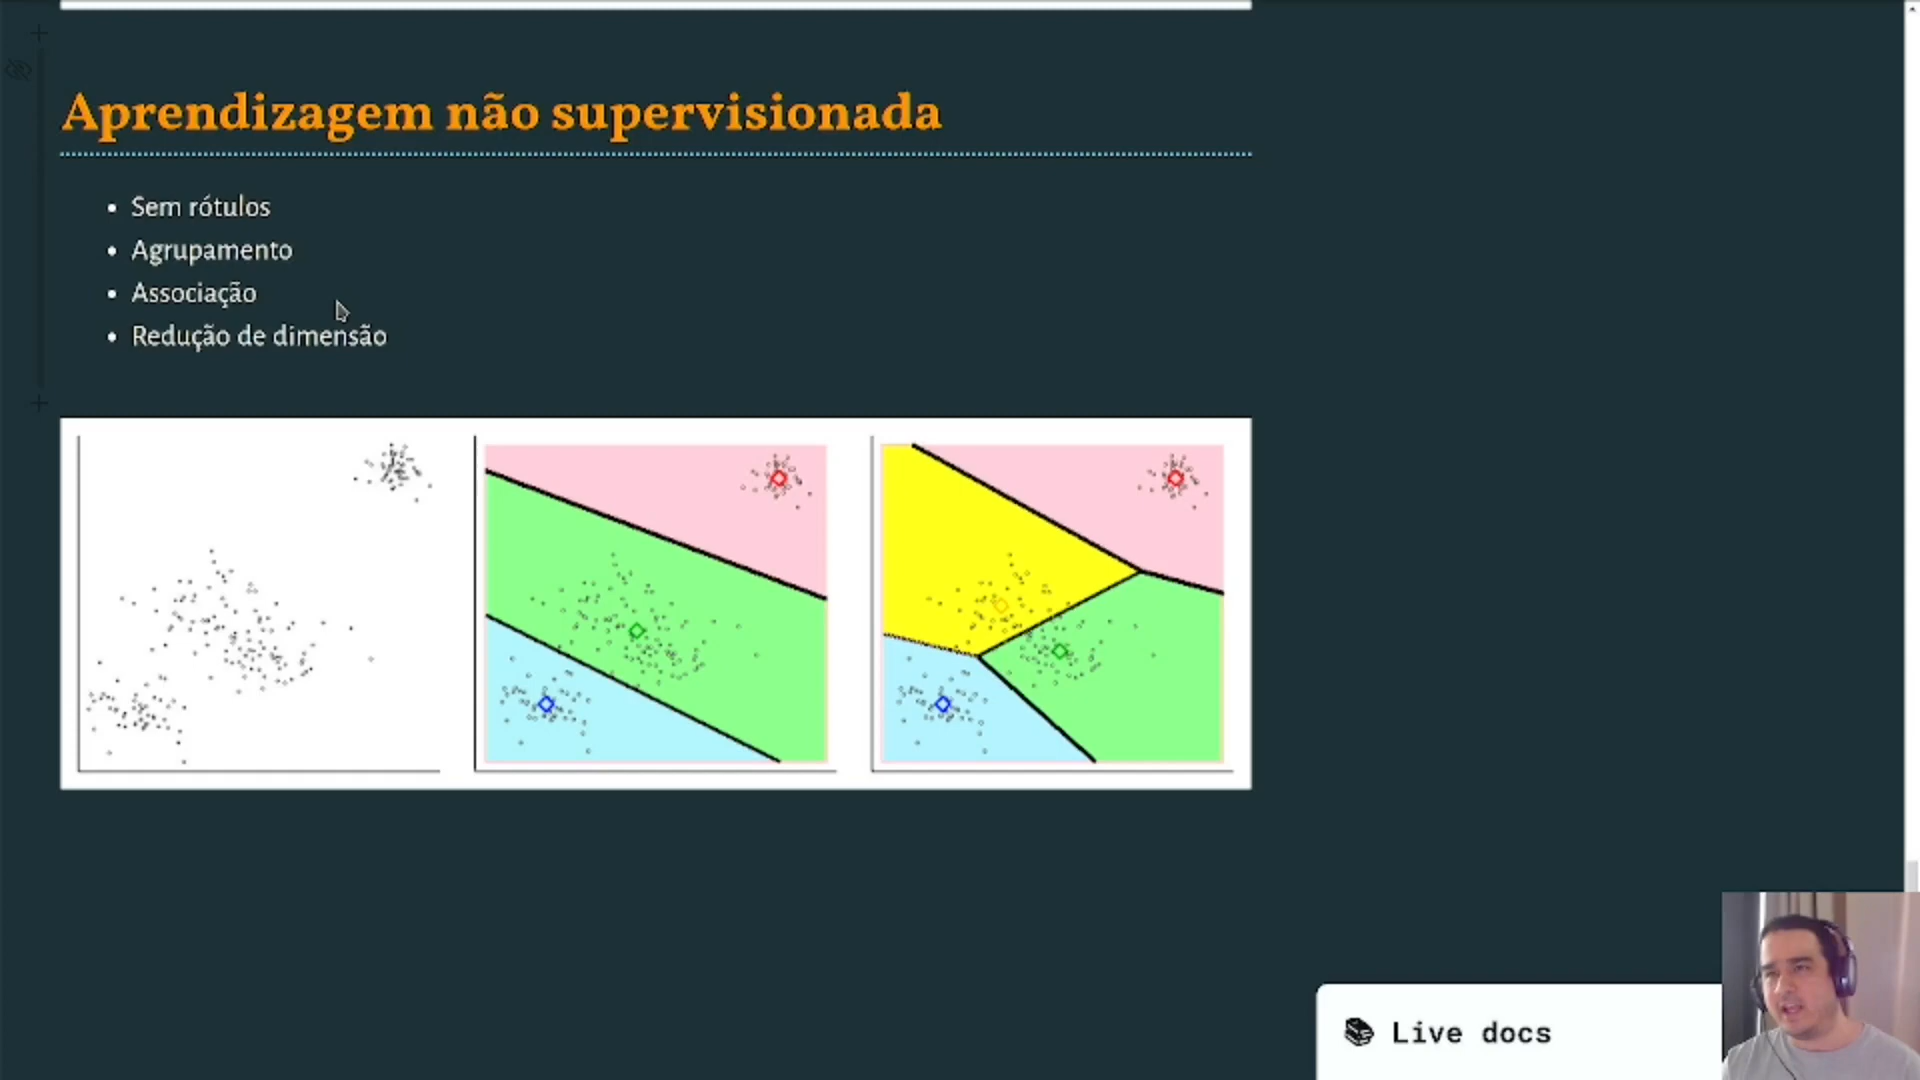 Aprendizagem não supervisionada
Sem rótulos
Agrupamento
Associação
Redução de dimensão
Live docs